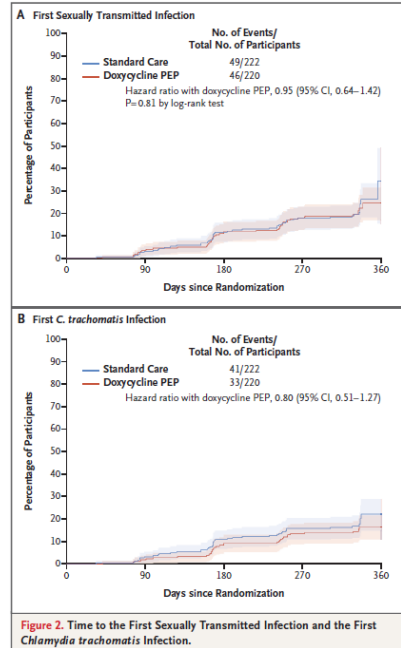 A First Sexually Transmitted Infection
No. of Events/
Total No. of Participants
Standard Care 49/222
Doxycycline PEP 46/220
Hazard ratio with doxycycline PEP, 0.95 (95% CI, 0.64–1.42)
P=0.81 by log-rank test
Percentage of Participants
100
90
80
70
60
50
40
30
20
10
0
0 90 180 270 360
Days since Randomization
B First C. trachomatis Infection
No. of Events/
Total No. of Participants
Standard Care 41/222
Doxycycline PEP 33/220
Hazard ratio with doxycycline PEP, 0.80 (95% CI, 0.51–1.27)
Percentage of Participants
100
90
80
70
60
50
40
30
20
10
0
0 90 180 270 360
Days since Randomization
Figure 2. Time to the First Sexually Transmitted Infection and the First
Chlamydia trachomatis Infection.